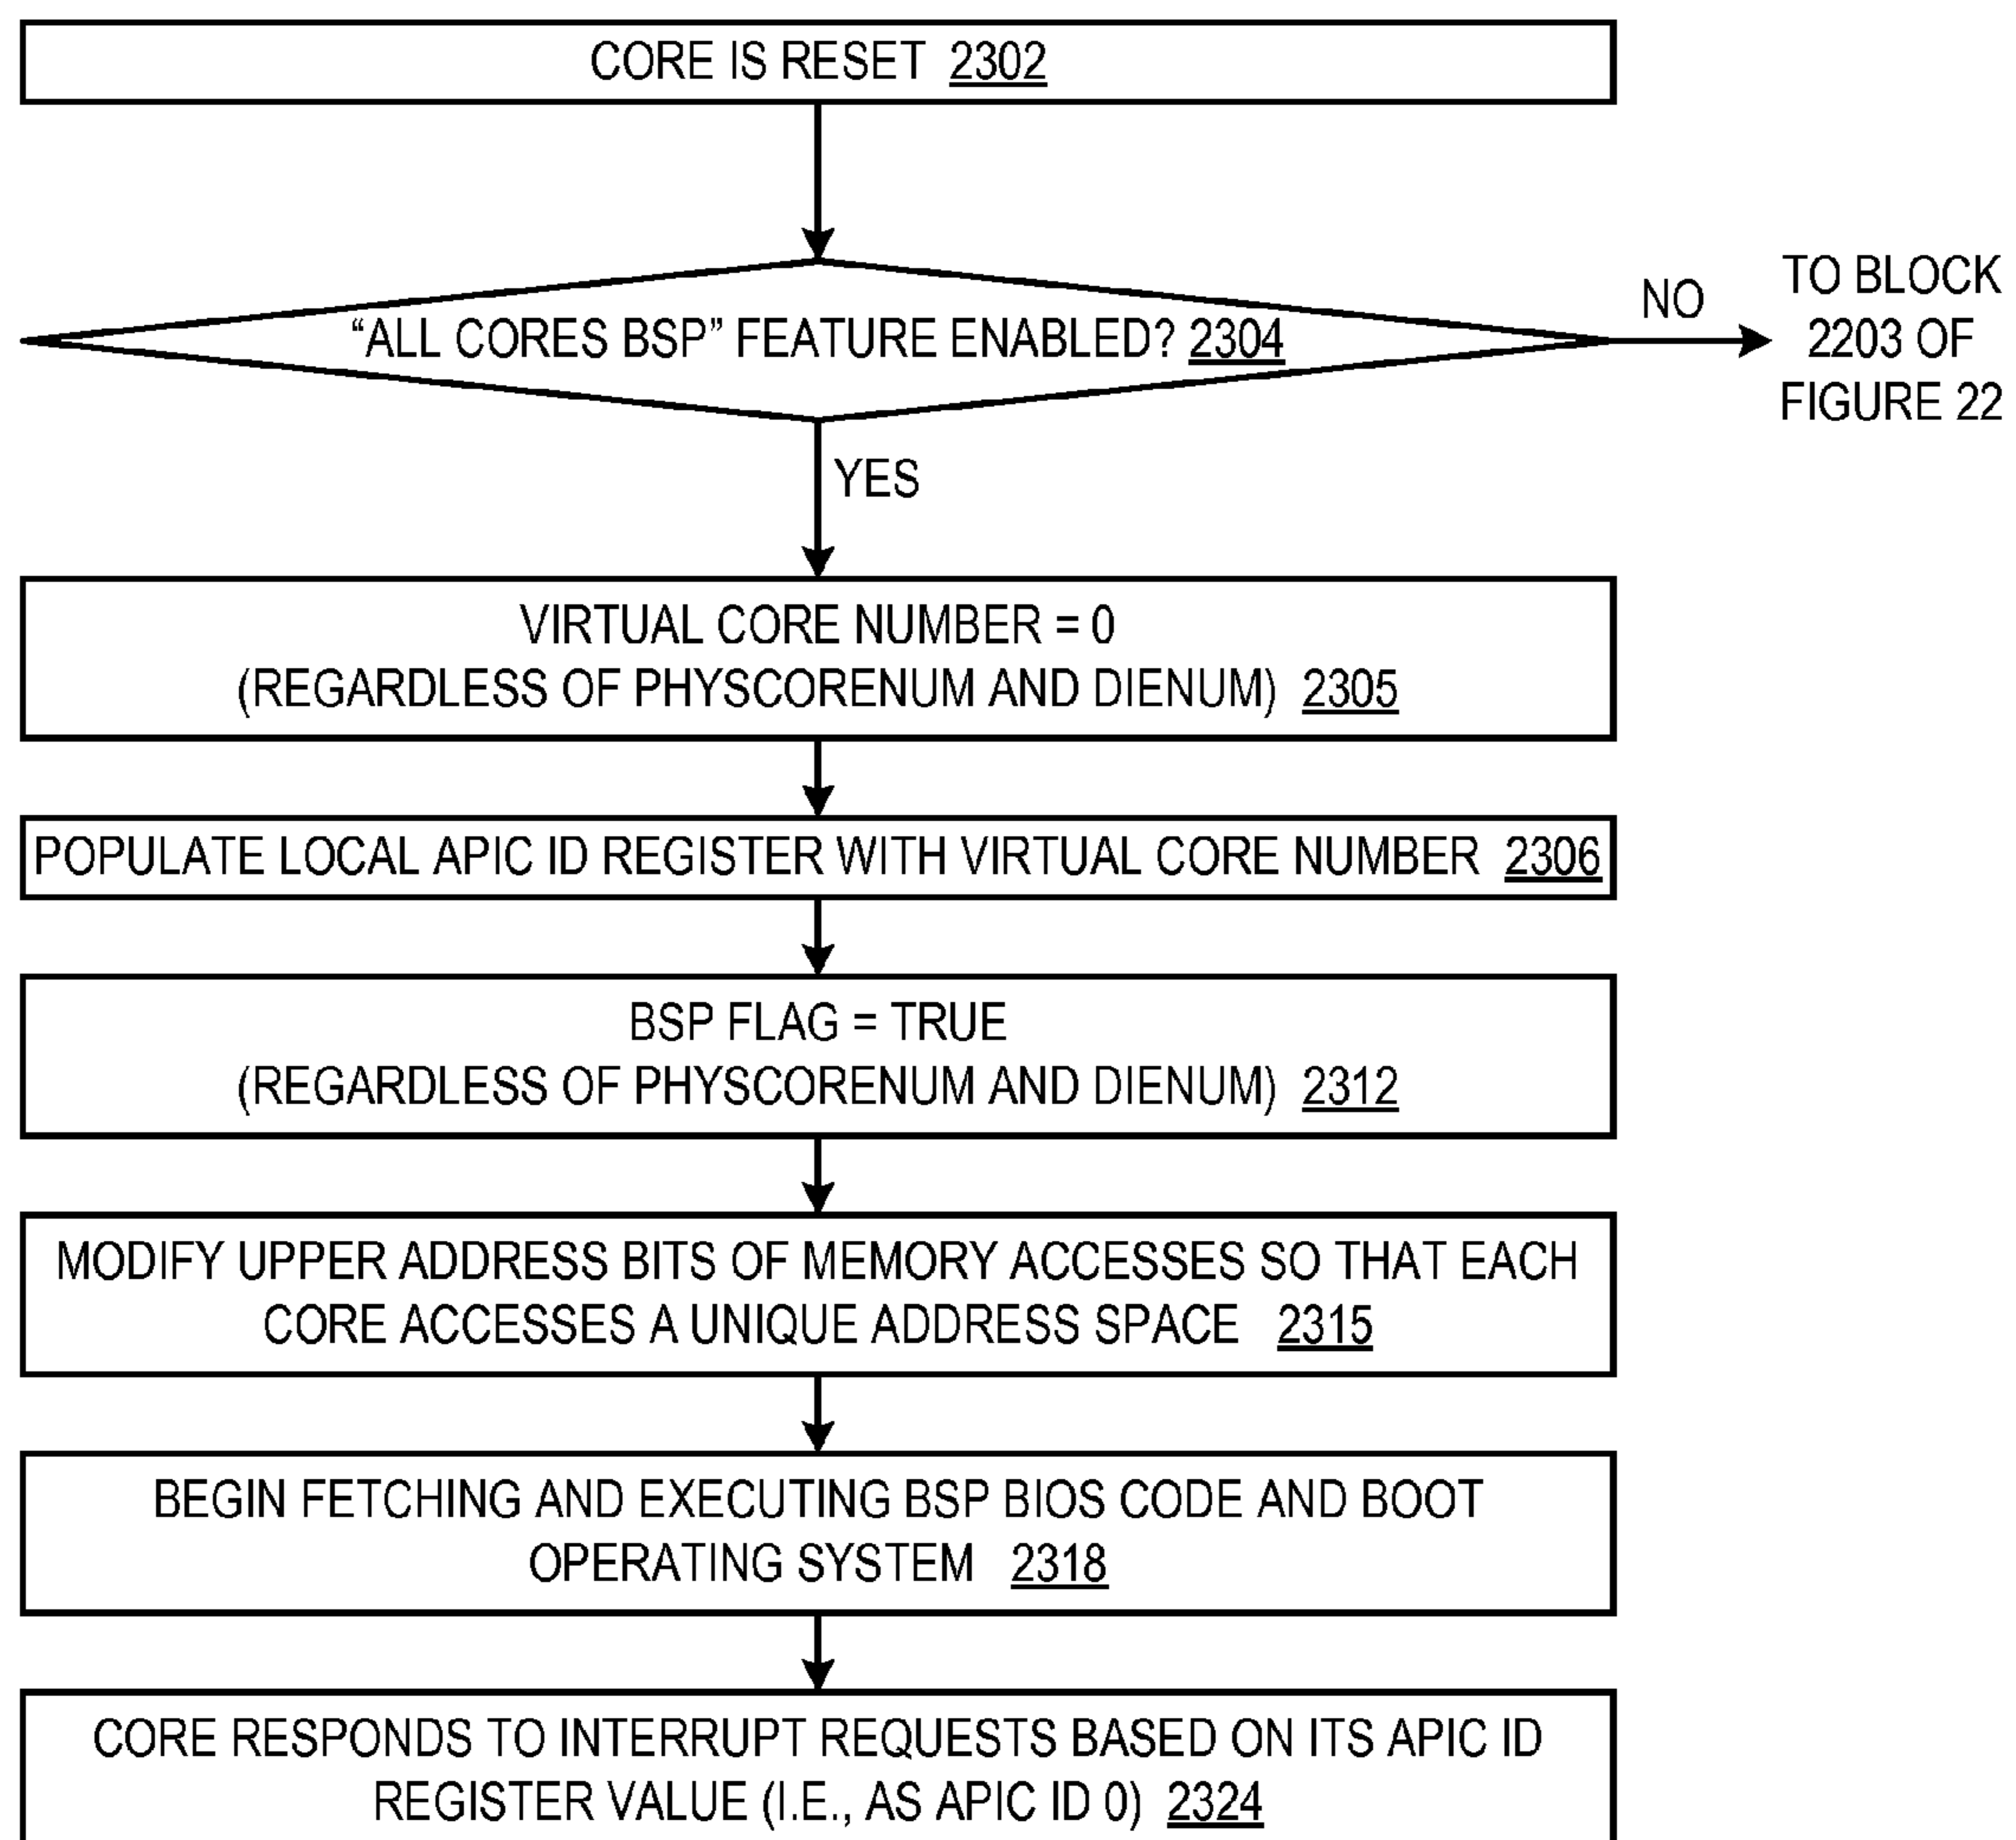 CORE IS RESET 2302
"ALL CORES BSP" FEATURE ENABLED? 2304
NO
TO BLOCK
2203 OF
FIGURE 22
YES
VIRTUAL CORE NUMBER = 0
(REGARDLESS OF PHYSCORENUM AND DIENUM) 2305
POPULATE LOCAL APIC ID REGISTER WITH VIRTUAL CORE NUMBER 2306
BSP FLAG = TRUE
(REGARDLESS OF PHYSCORENUM AND DIENUM) 2312
MODIFY UPPER ADDRESS BITS OF MEMORY ACCESSES SO THAT EACH
CORE ACCESSES A UNIQUE ADDRESS SPACE 2315
BEGIN FETCHING AND EXECUTING BSP BIOS CODE AND BOOT
OPERATING SYSTEM 2318
CORE RESPONDS TO INTERRUPT REQUESTS BASED ON ITS APIC ID
REGISTER VALUE (I.E., AS APIC ID 0) 2324